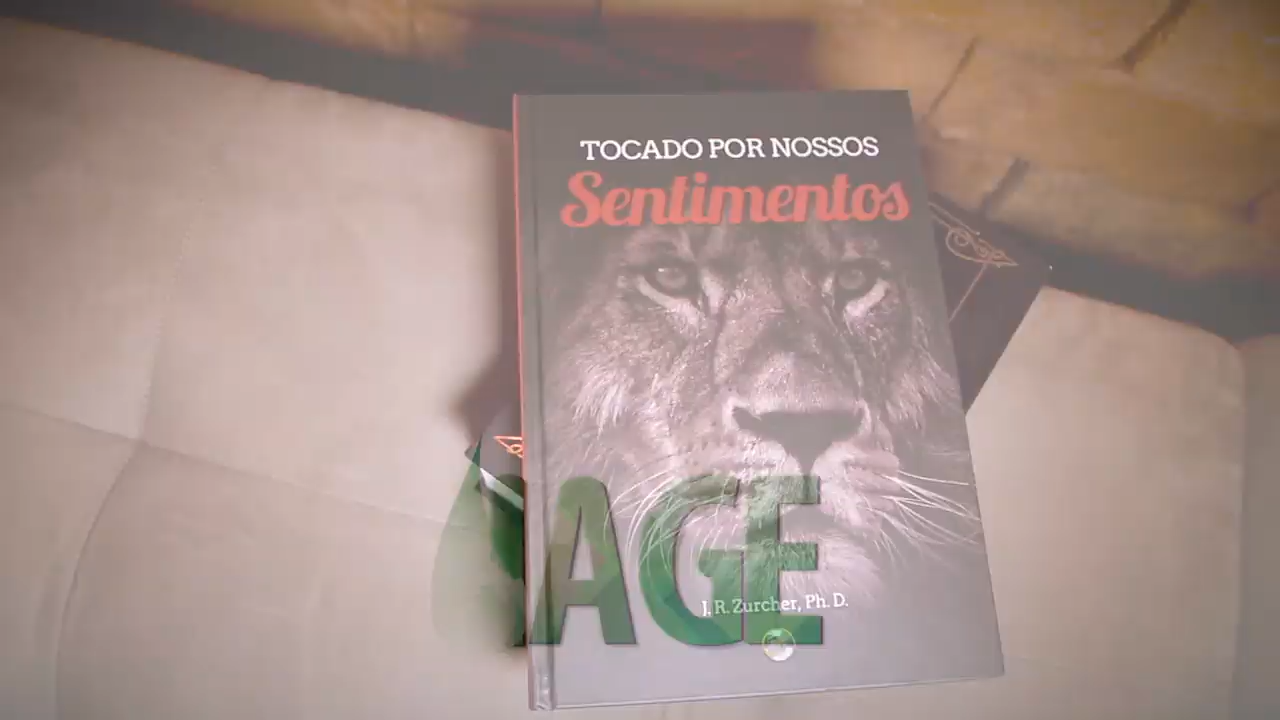 TOCADO POR NOSSOS
Sentimentos
AGE
J. R. Zurcher, Ph. D.